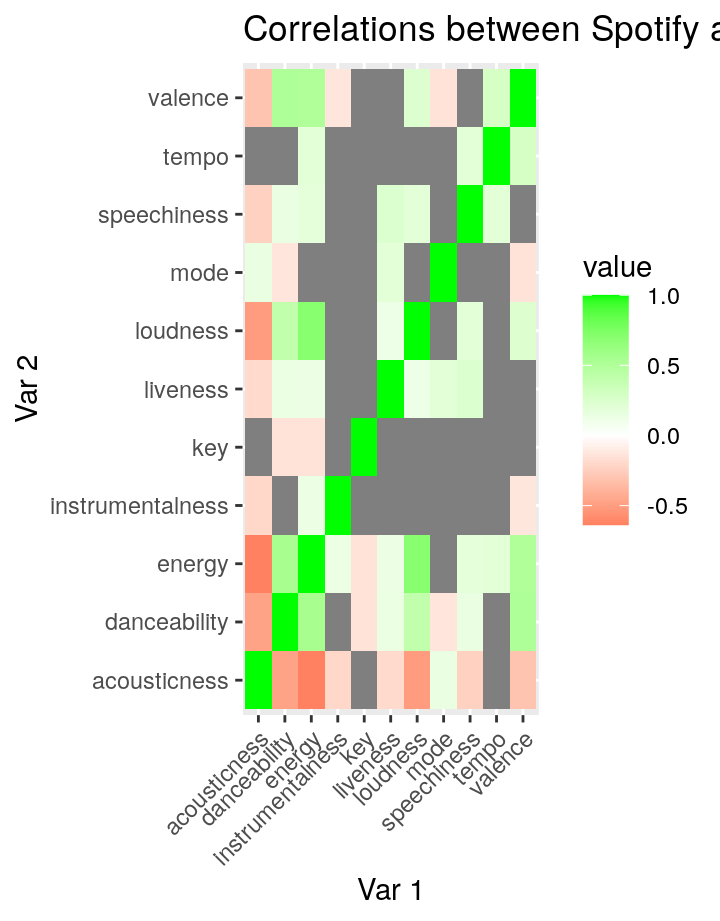 Correlations between Spotify a
valence
tempo
speechiness
mode
loudness
liveness
key
instrumentalness
energy
danceability
acousticness
Var 2
acousticness
danceability
energy
instrumentalness
key
liveness
loudness
mode
speechiness
tempo
valence
Var 1
value
1.0
0.5
0.0
-0.5